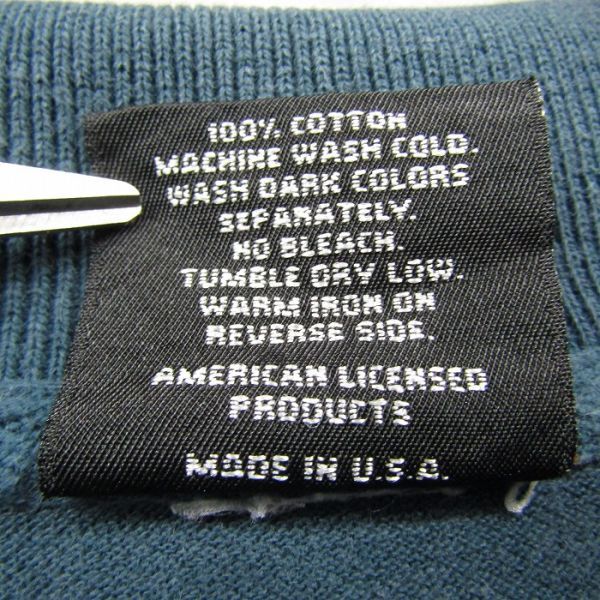 100% COTTON
MACHINE WASH COLD.
WASH DARK COLORS
SEPARATELY.
NO BLEACH.
TUMBLE DRY LOW.
WARM IRON ON
REVERSE SIDE.
AMERICAN LICENSED
PRODUCTS
MADE IN U.S.A.